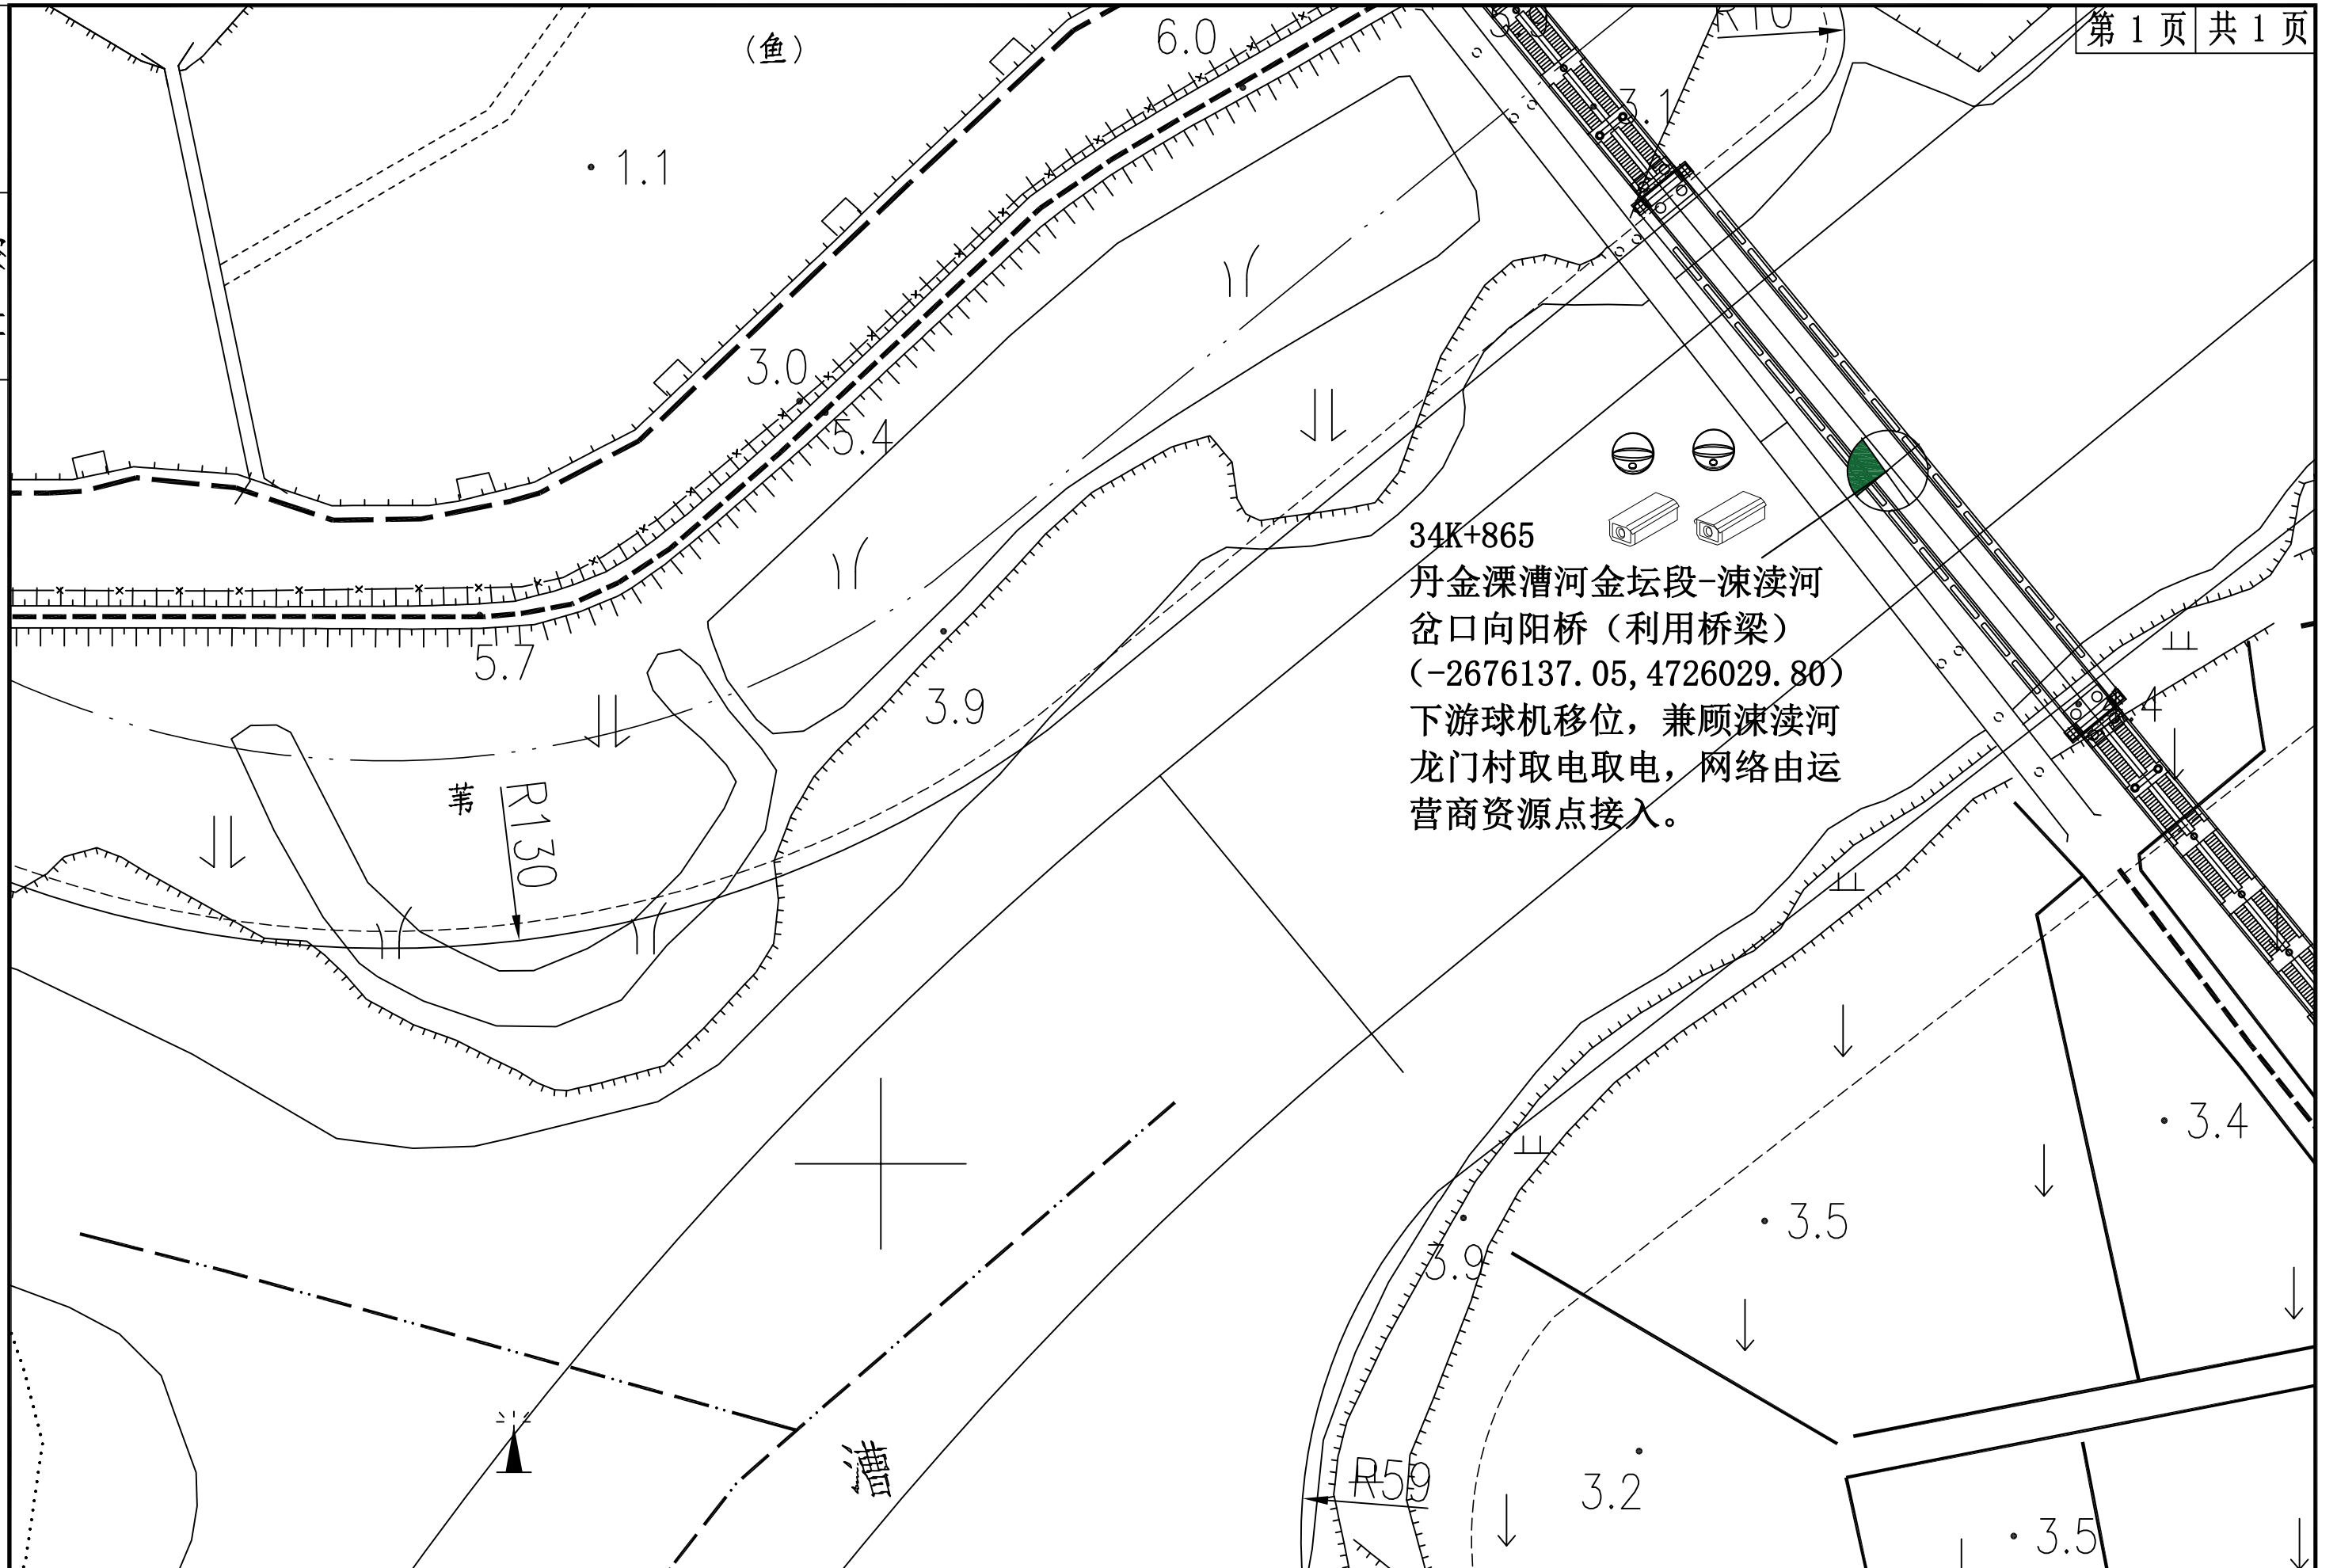 第 1 页 共 1 页
(鱼)
6.0
R10
3.1
1.1
3.0
5.4
34K+865
丹金溧漕河金坛段-涑渎河
岔口向阳桥（利用桥梁）
（-2676137.05,4726029.80）
下游球机移位，兼顾涑渎河
龙门村取电取电，网络由运
营商资源点接入。
5.7
3.9
苇
R130
3.4
3.5
3.9
漕
R59
3.2
3.5